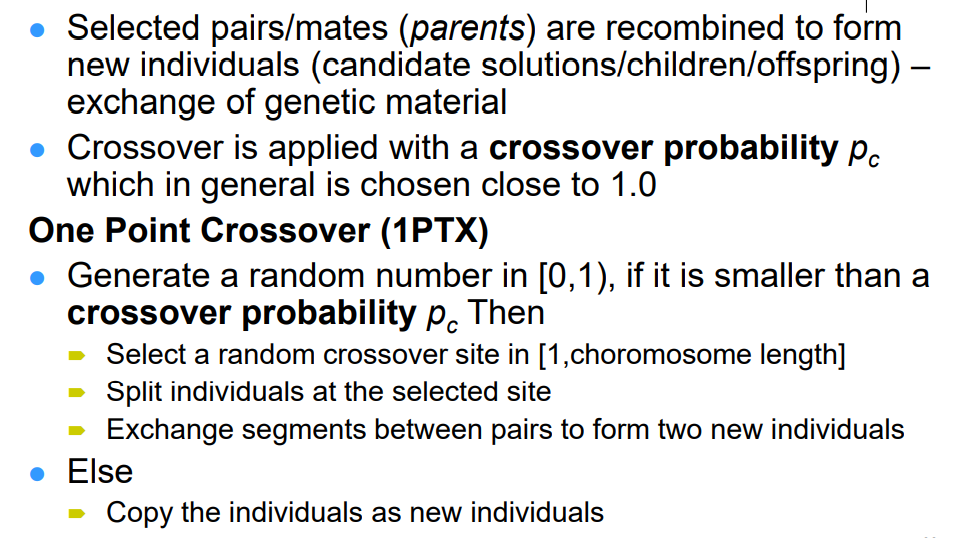 Selected pairs/mates (parents) are recombined to form
new individuals (candidate solutions/children/offspring) –
exchange of genetic material
Crossover is applied with a crossover probability pc
which in general is chosen close to 1.0
One Point Crossover (1PTX)
Generate a random number in [0,1), if it is smaller than a
crossover probability pc Then
Select a random crossover site in [1,choromosome length]
Split individuals at the selected site
Exchange segments between pairs to form two new individuals
Else
Copy the individuals as new individuals